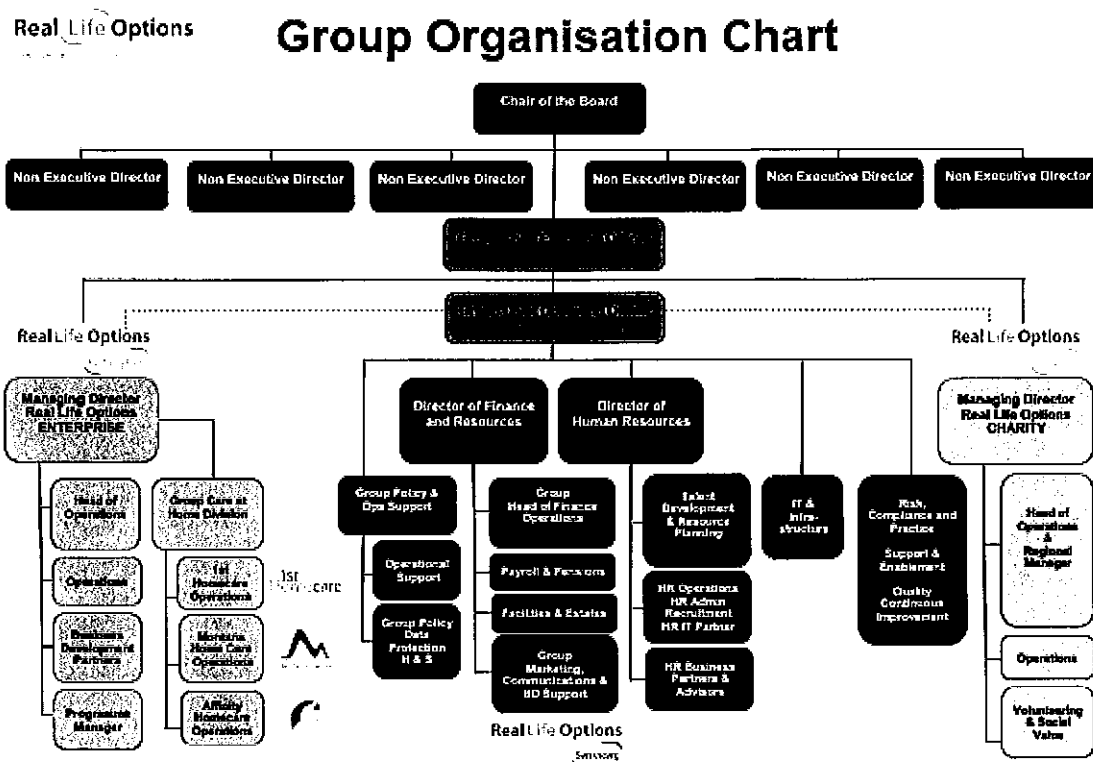 Real Life Options
Group Organisation Chart
Chair of the Board
Non Executive Director
Non Executive Director
Non Executive Director
Non Executive Director
Non Executive Director
Non Executive Director
Real Life Options
Real Life Options
Managing Director
Real Life Options
ENTERPRISE
Director of Finance
and Resources
Director of
Human Resources
Managing Director
Real Life Options
CHARITY
Head of
Operations
Group Care at
Home Division
Group Policy &
Ops Support
Group
Head of Finance
Operations
Talent
Development
& Resource
Planning
IT &
Infra-
structure
Risk,
Compliance and
Practice
Support &
Enablement
Quality
Continuous
Improvement
Head of
Operations
&
Regional
Manager
Operations
1st
Homecare
Operations
1st
Operational
Support
Payroll & Pensions
HR Operations
HR Admin
Recruitment
HR IT Partner
Facilities & Estates
Business
Development
Partners
Montana
Home Care
Operations
Group Policy
Data
Protection
H & S
Group
Marketing,
Communications &
BD Support
HR Business
Partners &
Advisors
Operations
Programme
Manager
Affinity
Homecare
Operations
Volunteering
& Social
Value
Real Life Options
Services